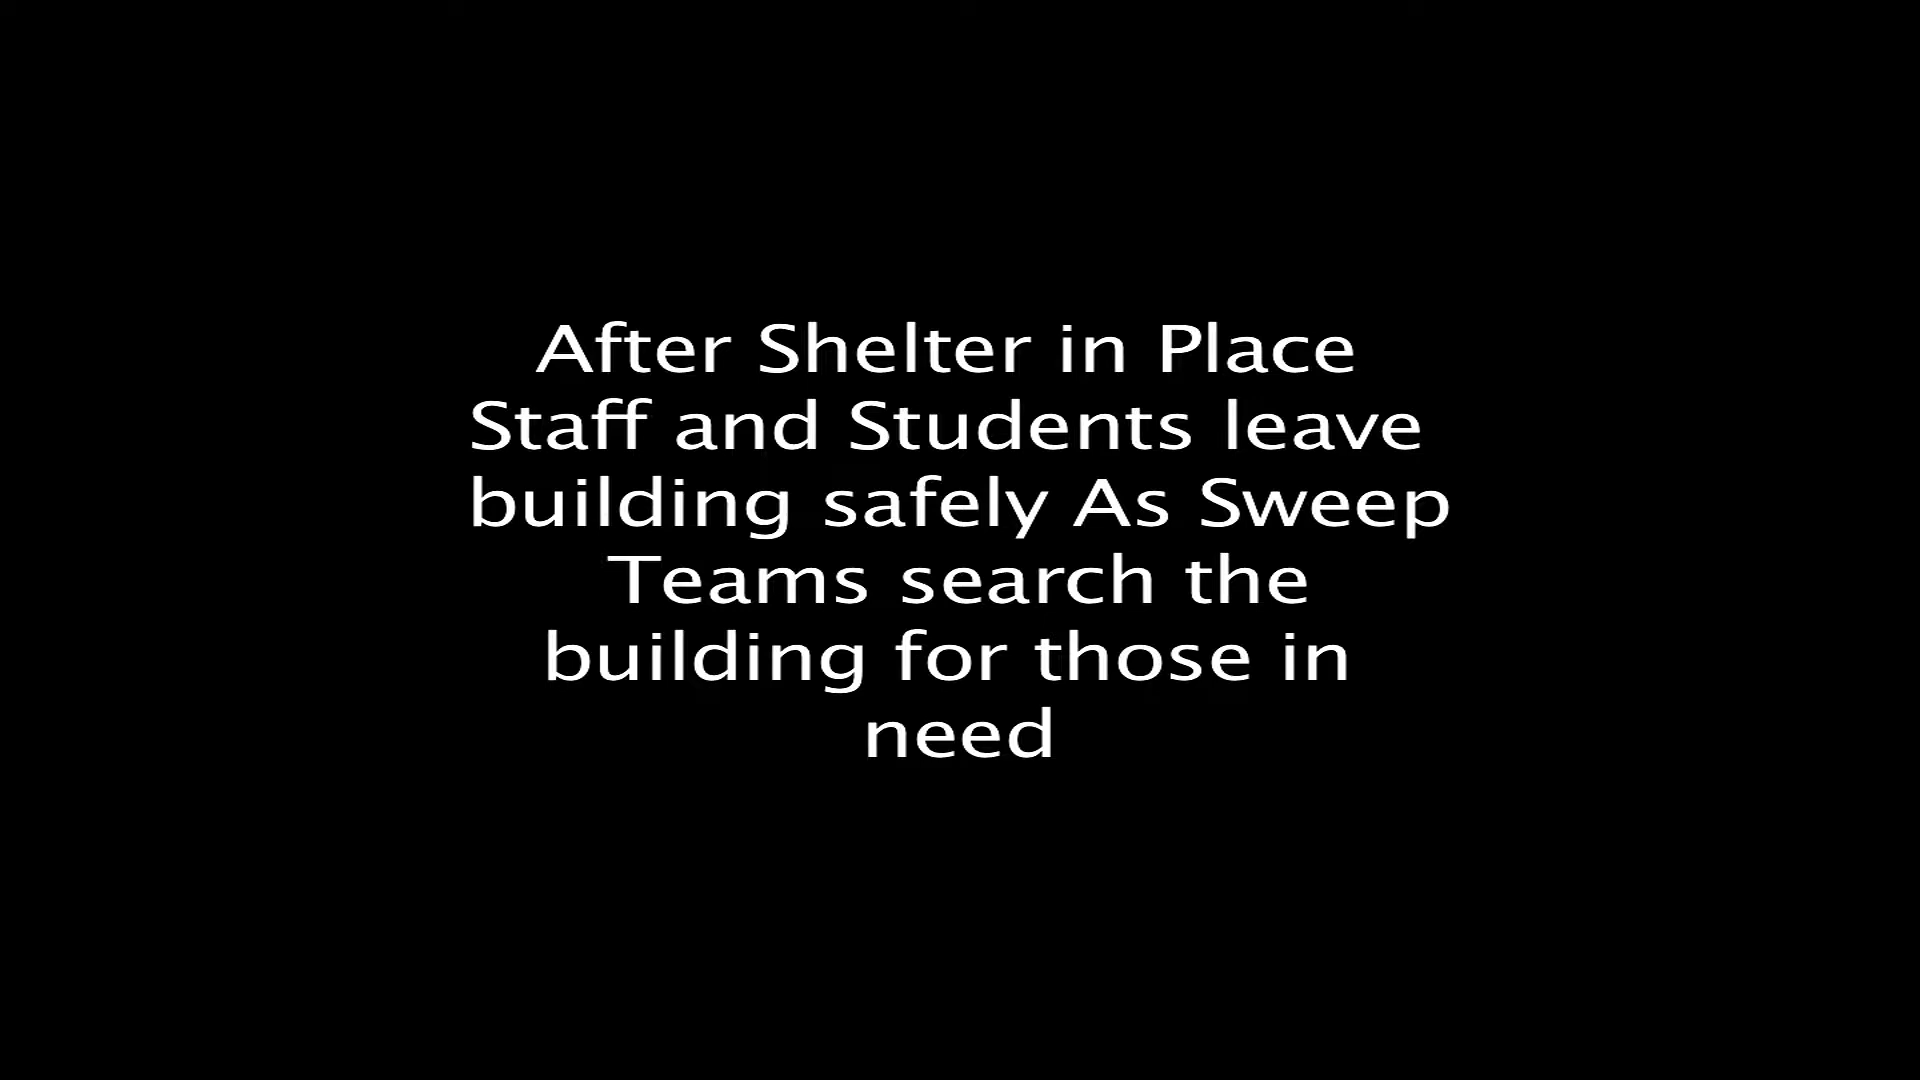 After Shelter in Place
Staff and Students leave
building safely As Sweep
Teams search the
building for those in
need